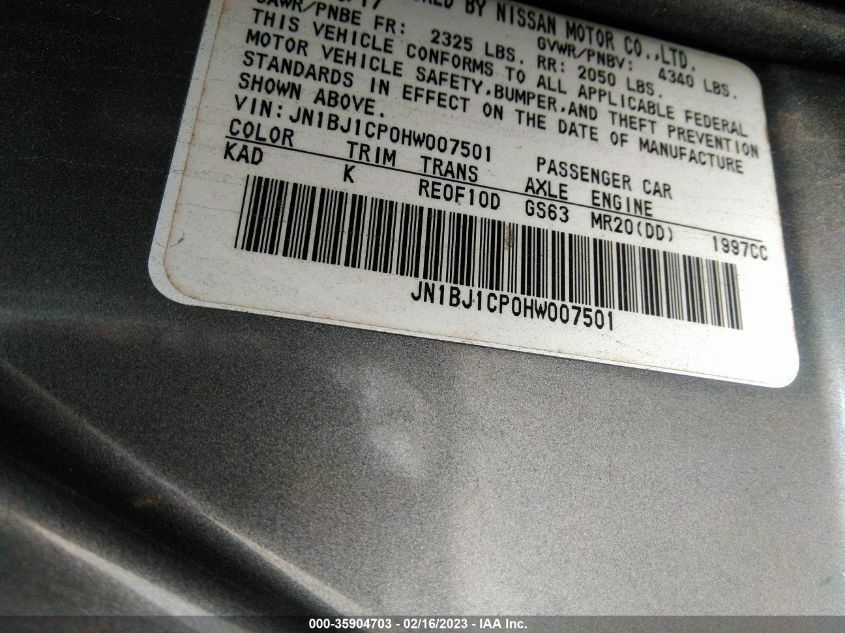 BY NISSAN MOTOR CO.,LTD.
GAWR/PNBE FR: 2325 LBS. RR: 2050 LBS.
GVWR/PNBV: 4340 LBS.
THIS VEHICLE CONFORMS TO ALL APPLICABLE FEDERAL
MOTOR VEHICLE SAFETY,BUMPER,AND THEFT PREVENTION
STANDARDS IN EFFECT ON THE DATE OF MANUFACTURE
SHOWN ABOVE.
VIN:JN1BJ1CP0HW007501 PASSENGER CAR
COLOR TRIM TRANS AXLE ENGINE
KAD K RE0F10D GS63 MR20(DD) 1997CC
JN1BJ1CP0HW007501
000-35904703 - 02/16/2023 - IAA Inc.